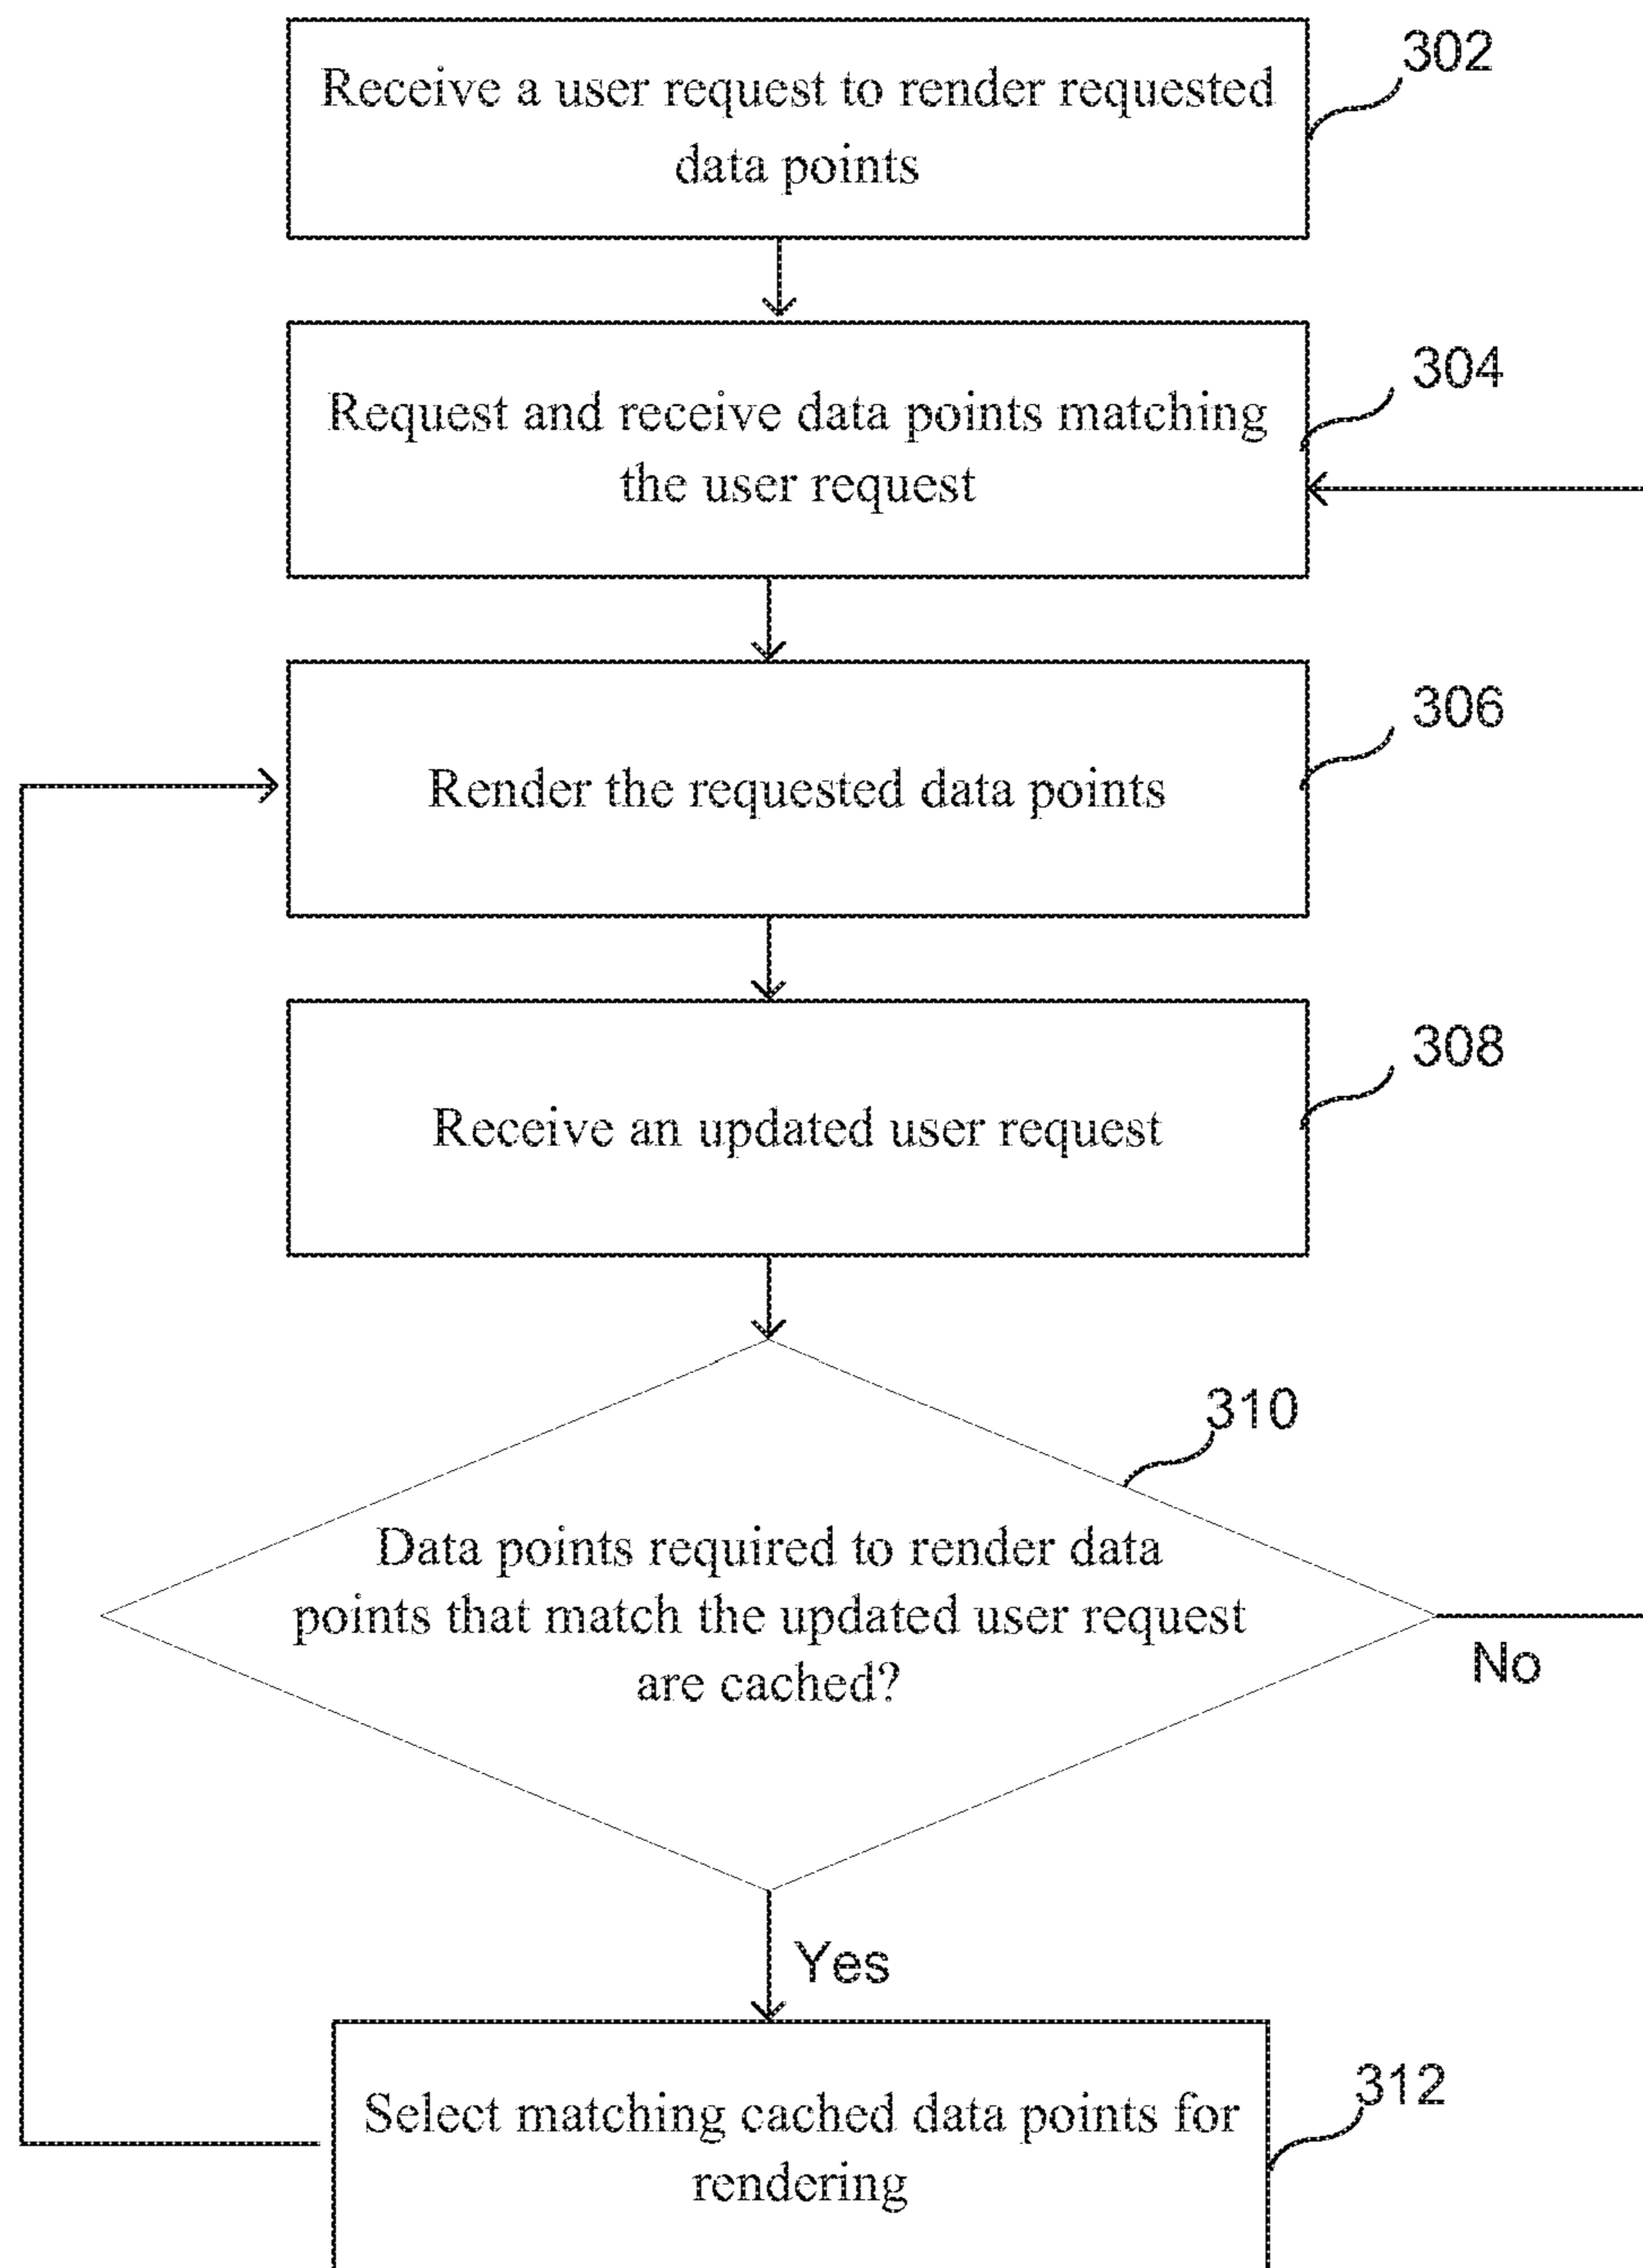 302
Receive a user request to render requested
data points
304
Request and receive data points matching
the user request
306
Render the requested data points
308
Receive an updated user request
310
Data points required to render data
points that match the updated user request
are cached?
No
Yes
312
Select matching cached data points for
rendering